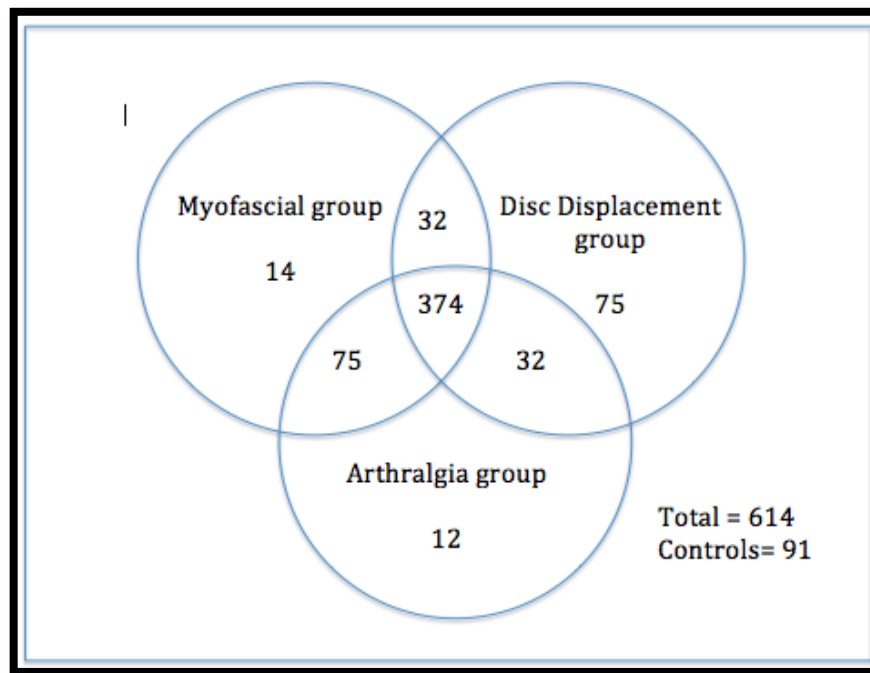 Myofascial group
14
32
Disc Displacement
group
75
374
75
32
Arthralgia group
12
Total = 614
Controls= 91